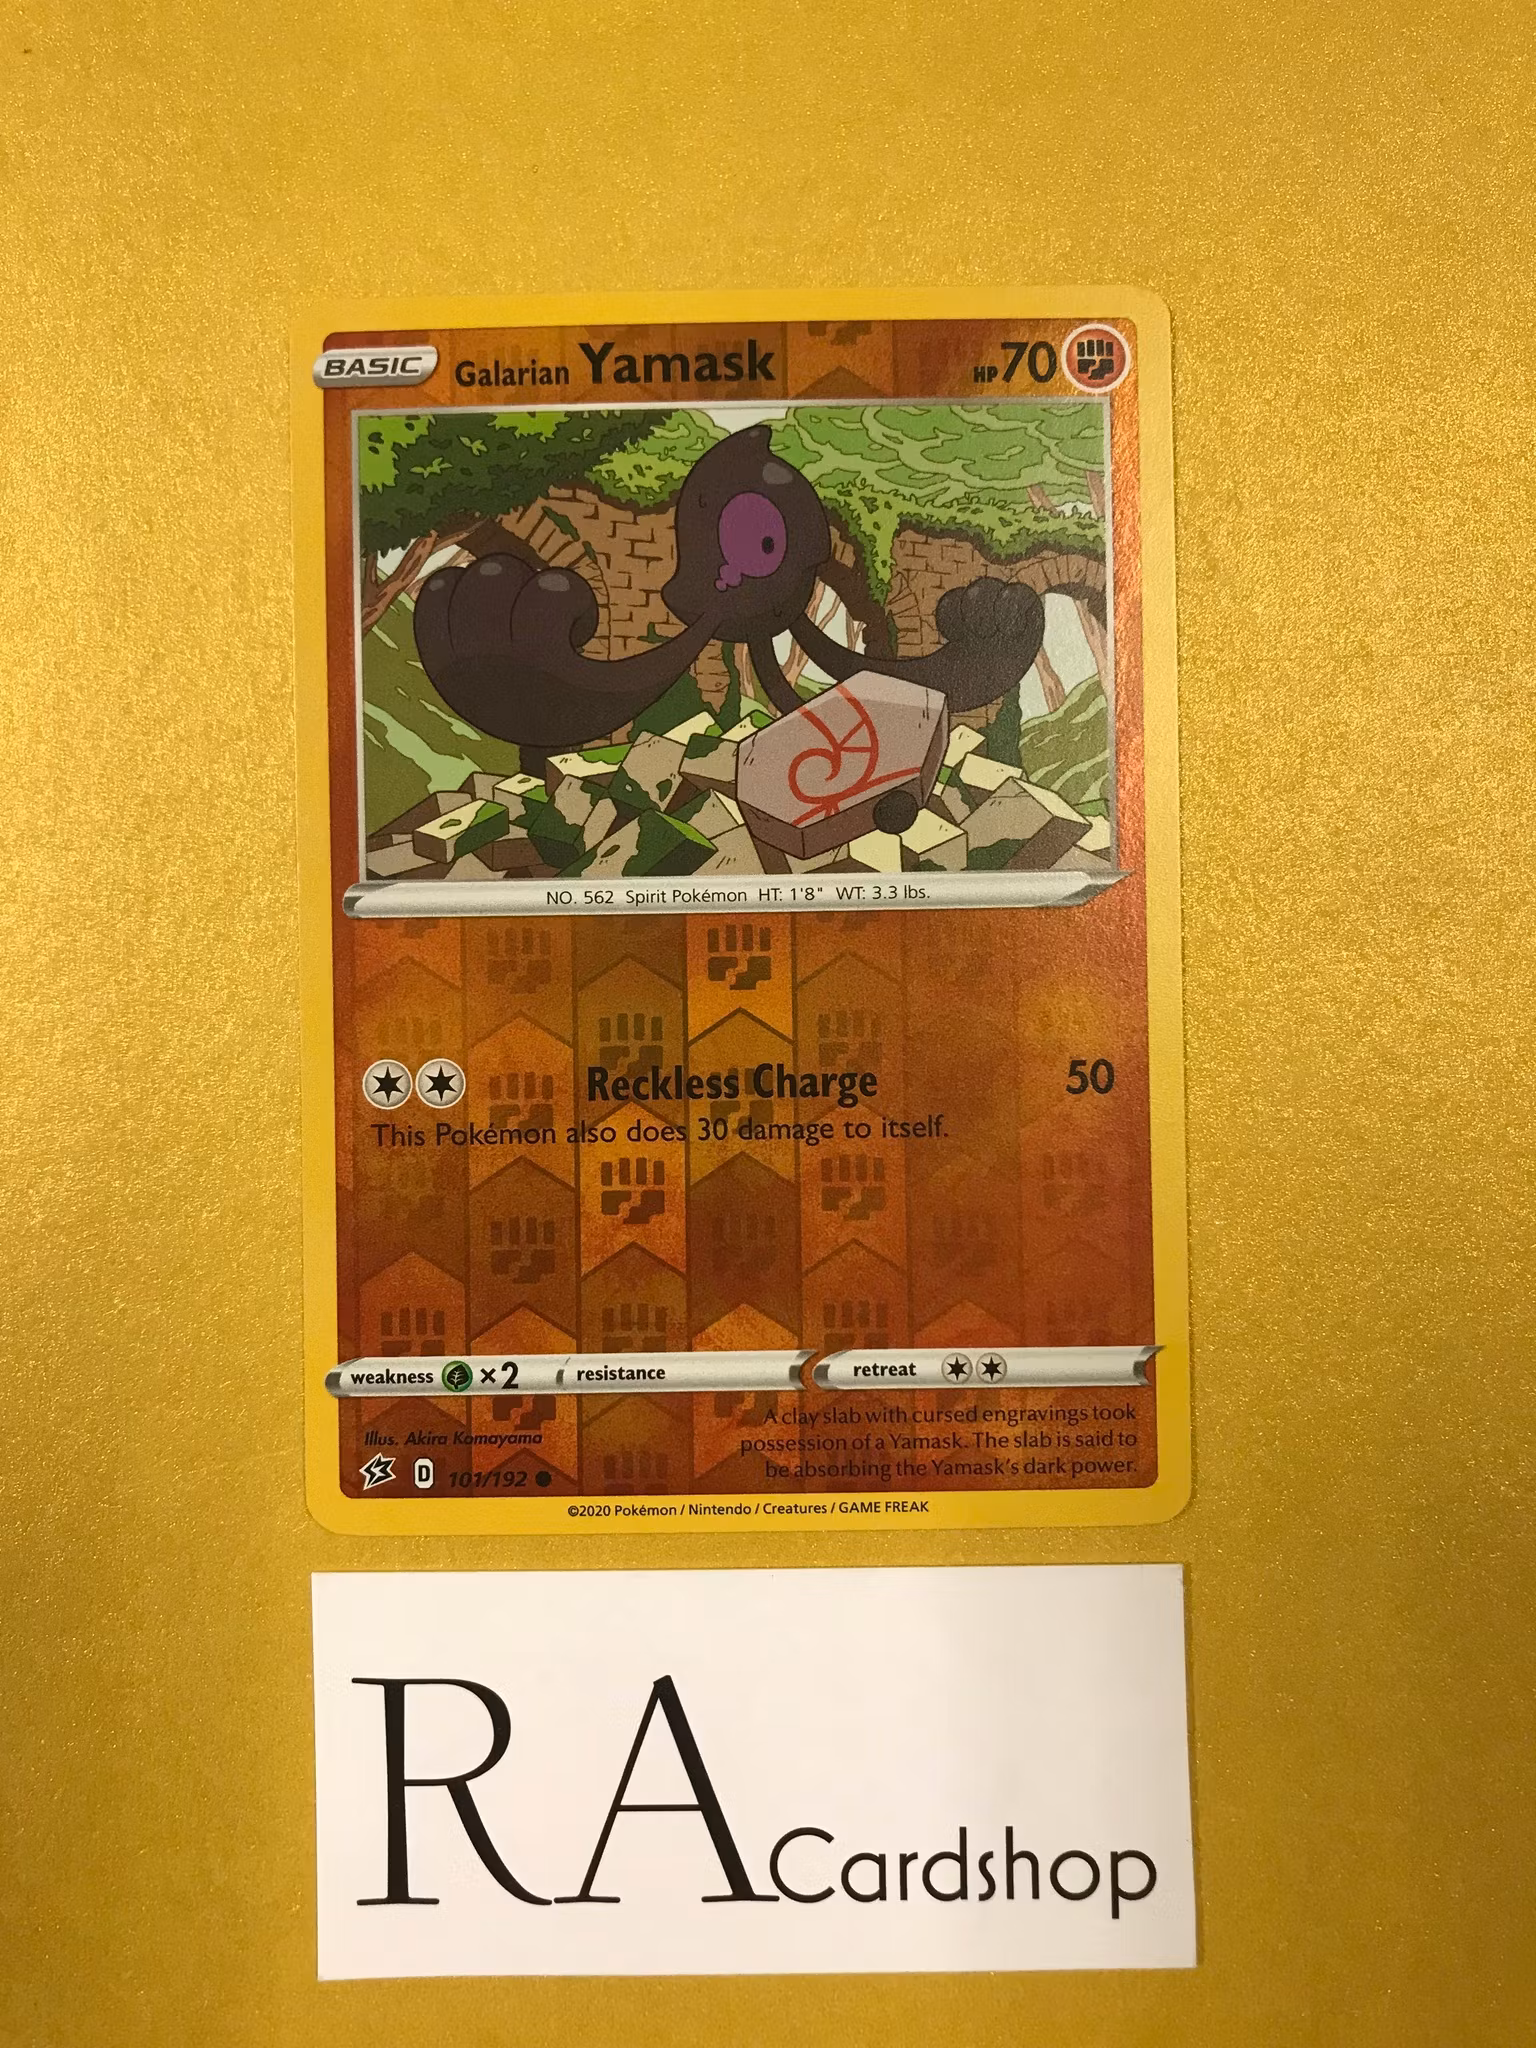 BASIC Galarian Yamask HP 70
NO. 562 Spirit Pokémon HT: 1'8" WT: 3.3 lbs.
Reckless Charge 50
This Pokémon also does 30 damage to itself.
weakness ×2 resistance retreat
A clay slab with cursed engravings took
possession of a Yamask. The slab is said to
be absorbing the Yamask's dark power.
Illus. Akira Komayama
D 101/192
©2020 Pokémon / Nintendo / Creatures / GAME FREAK
RA Cardshop